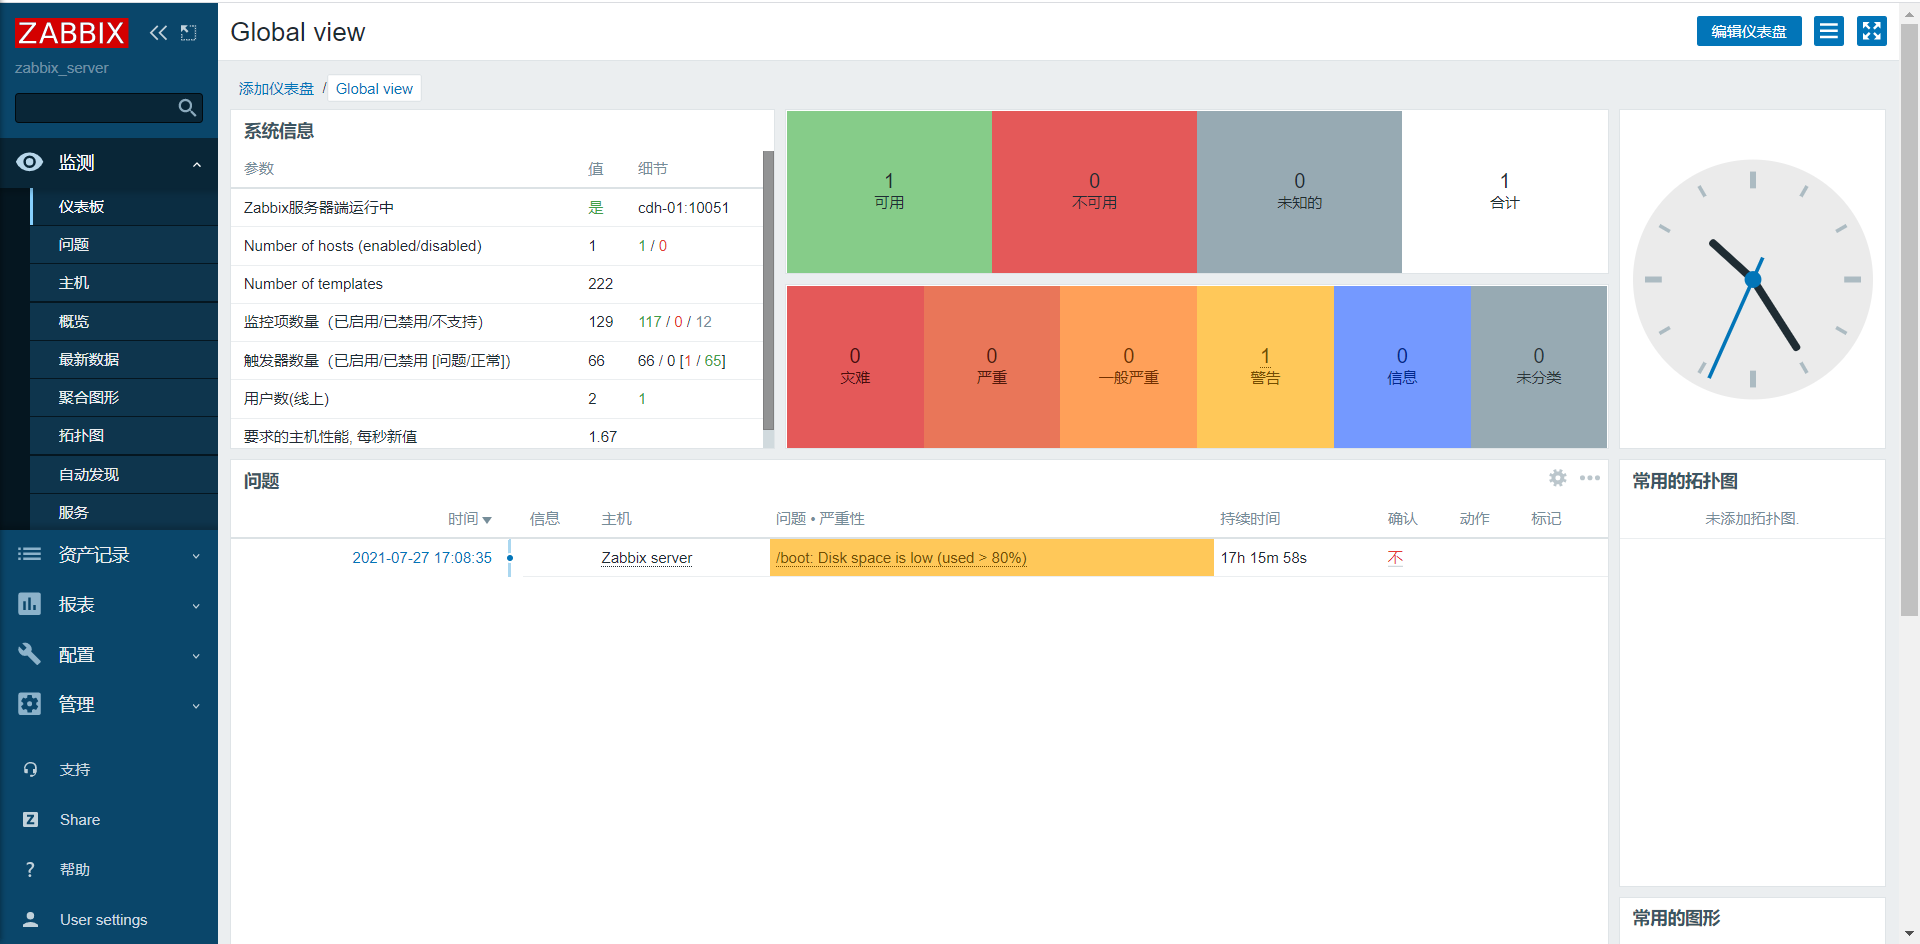 ZABBIX
zabbix_server
监测
仪表板
问题
主机
概览
最新数据
聚合图形
拓扑图
自动发现
服务
资产记录
报表
配置
管理
支持
Share
帮助
User settings
Global view
编辑仪表盘
添加仪表盘 / Global view
系统信息
参数 值 细节
Zabbix服务器端运行中 是 cdh-01:10051
Number of hosts (enabled/disabled) 1 1 / 0
Number of templates 222
监控项数量（已启用/已禁用/不支持） 129 117 / 0 / 12
触发器数量（已启用/已禁用 [问题/正常]） 66 66 / 0 [1 / 65]
用户数(线上) 2 1
要求的主机性能, 每秒新值 1.67
1 0 0 1
可用 不可用 未知的 合计
0 0 0 1 0 0
灾难 严重 一般严重 警告 信息 未分类
问题
时间 信息 主机 问题 • 严重性 持续时间 确认 动作 标记
2021-07-27 17:08:35 Zabbix server /boot: Disk space is low (used > 80%) 17h 15m 58s 不
常用的拓扑图
未添加拓扑图.
常用的图形